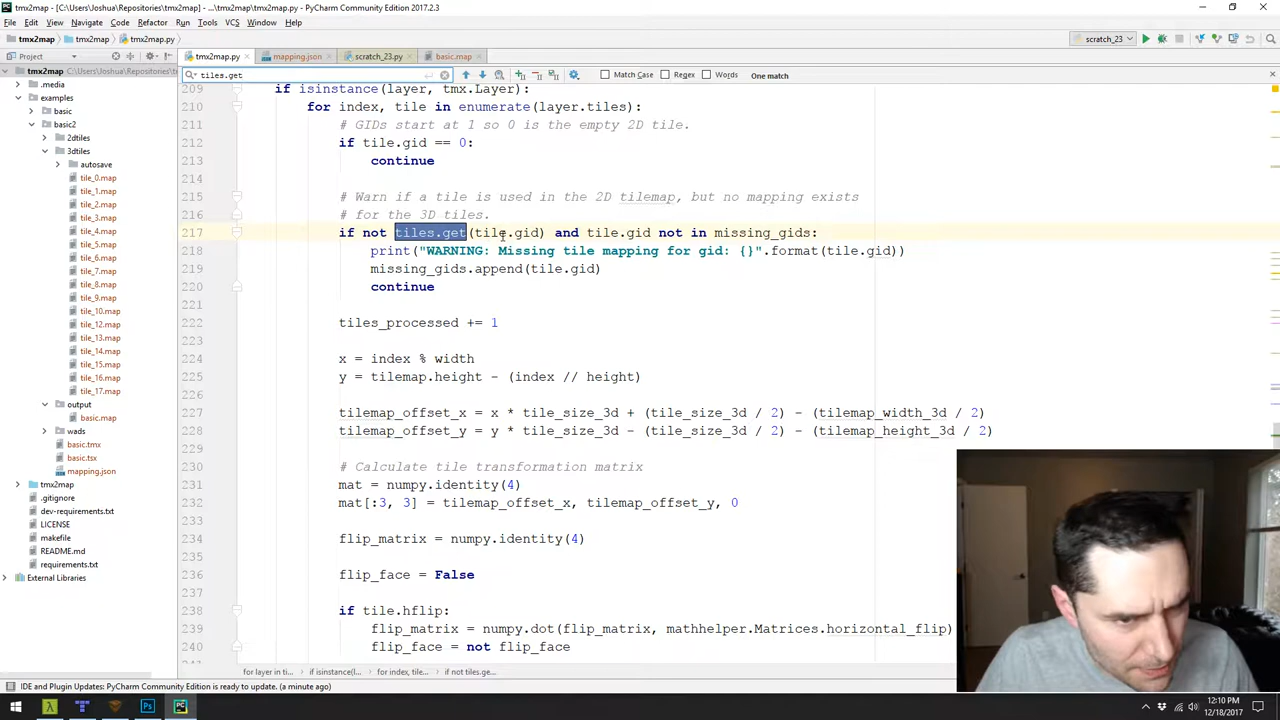 tmx2map - [C:\Users\Joshua\Repositories\tmx2map] - ...\tmx2map\tmx2map.py - PyCharm Community Edition 2017.2.3
File Edit View Navigate Code Refactor Run Tools VCS Window Help
tmx2map tmx2map tmx2map.py scratch_23
Project tmx2map.py mapping.json scratch_23.py basic.map
tmx2map C:\Users\Joshua\Repositories\t
tiles.get Match Case Regex Words One match
.media
examples
basic
basic2
2dtiles
3dtiles
autosave
tile_0.map
tile_1.map
tile_2.map
tile_3.map
tile_6.map
tile_7.map
tile_8.map
tile_9.map
tile_10.map
tile_12.map
tile_13.map
tile_14.map
tile_15.map
tile_16.map
tile_17.map
output
basic.map
wads
basic.tmx
basic.tsx
mapping.json
tmx2map
.gitignore
dev-requirements.txt
LICENSE
makefile
README.md
requirements.txt
External Libraries
209 if isinstance(layer, tmx.Layer):
210 for index, tile in enumerate(layer.tiles):
211 # GIDs start at 1 so 0 is the empty 2D tile.
212 if tile.gid == 0:
213 continue
214
215 # Warn if a tile is used in the 2D tilemap, but no mapping exists
216 # for the 3D tiles.
217 if not tiles.get(tile.gid) and tile.gid not in missing_gids:
218 print("WARNING: Missing tile mapping for gid: {}".format(tile.gid))
219 missing_gids.append(tile.gid)
220 continue
221
222 tiles_processed += 1
223
224 x = index % width
225 y = tilemap.height - (index // height)
226
227 tilemap_offset_x = x * tile_size_3d + (tile_size_3d / 2) - (tilemap_width_3d / 2)
228 tilemap_offset_y = y * tile_size_3d - (tile_size_3d / 2) - (tilemap_height_3d / 2)
229
230 # Calculate tile transformation matrix
231 mat = numpy.identity(4)
232 mat[:3, 3] = tilemap_offset_x, tilemap_offset_y, 0
233
234 flip_matrix = numpy.identity(4)
235
236 flip_face = False
237
238 if tile.hflip:
239 flip_matrix = numpy.dot(flip_matrix, mathhelper.Matrices.horizontal_flip)
240 flip_face = not flip_face
for layer in ti... if isinstance(l... for index, tile... if not tiles.ge...
IDE and Plugin Updates: PyCharm Community Edition is ready to update. (a minute ago)
12:10 PM
12/18/2017